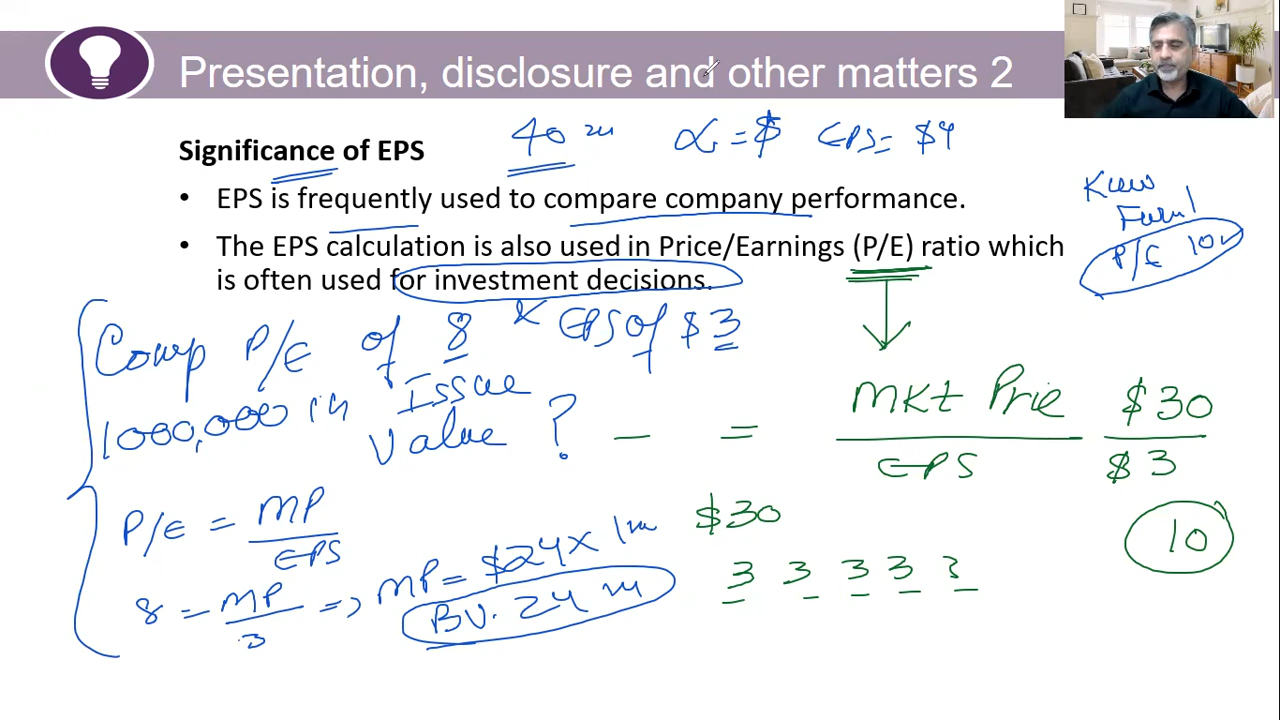 Presentation, disclosure and other matters 2
Significance of EPS
40 m
EPS = $4
• EPS is frequently used to compare company performance.
• The EPS calculation is also used in Price/Earnings (P/E) ratio which
is often used for investment decisions.
P/E 10
Comp P/E of 8 & EPS of $3
1000,000 in Issue
Value ?
= MKt Prie $30
EPS $3
10
P/E = MP
EPS
8 = MP
3
=> MP = $24 x 1m
BV. 24 m
$30
3 3 3 3 3